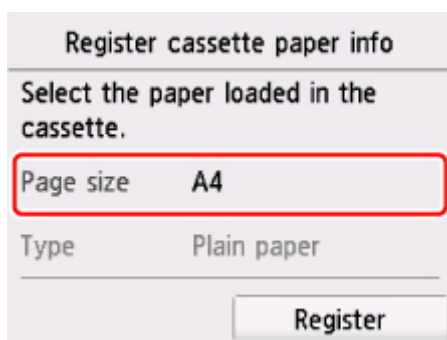 Register cassette paper info
Select the paper loaded in the
cassette.
Page size A4
Type Plain paper
Register